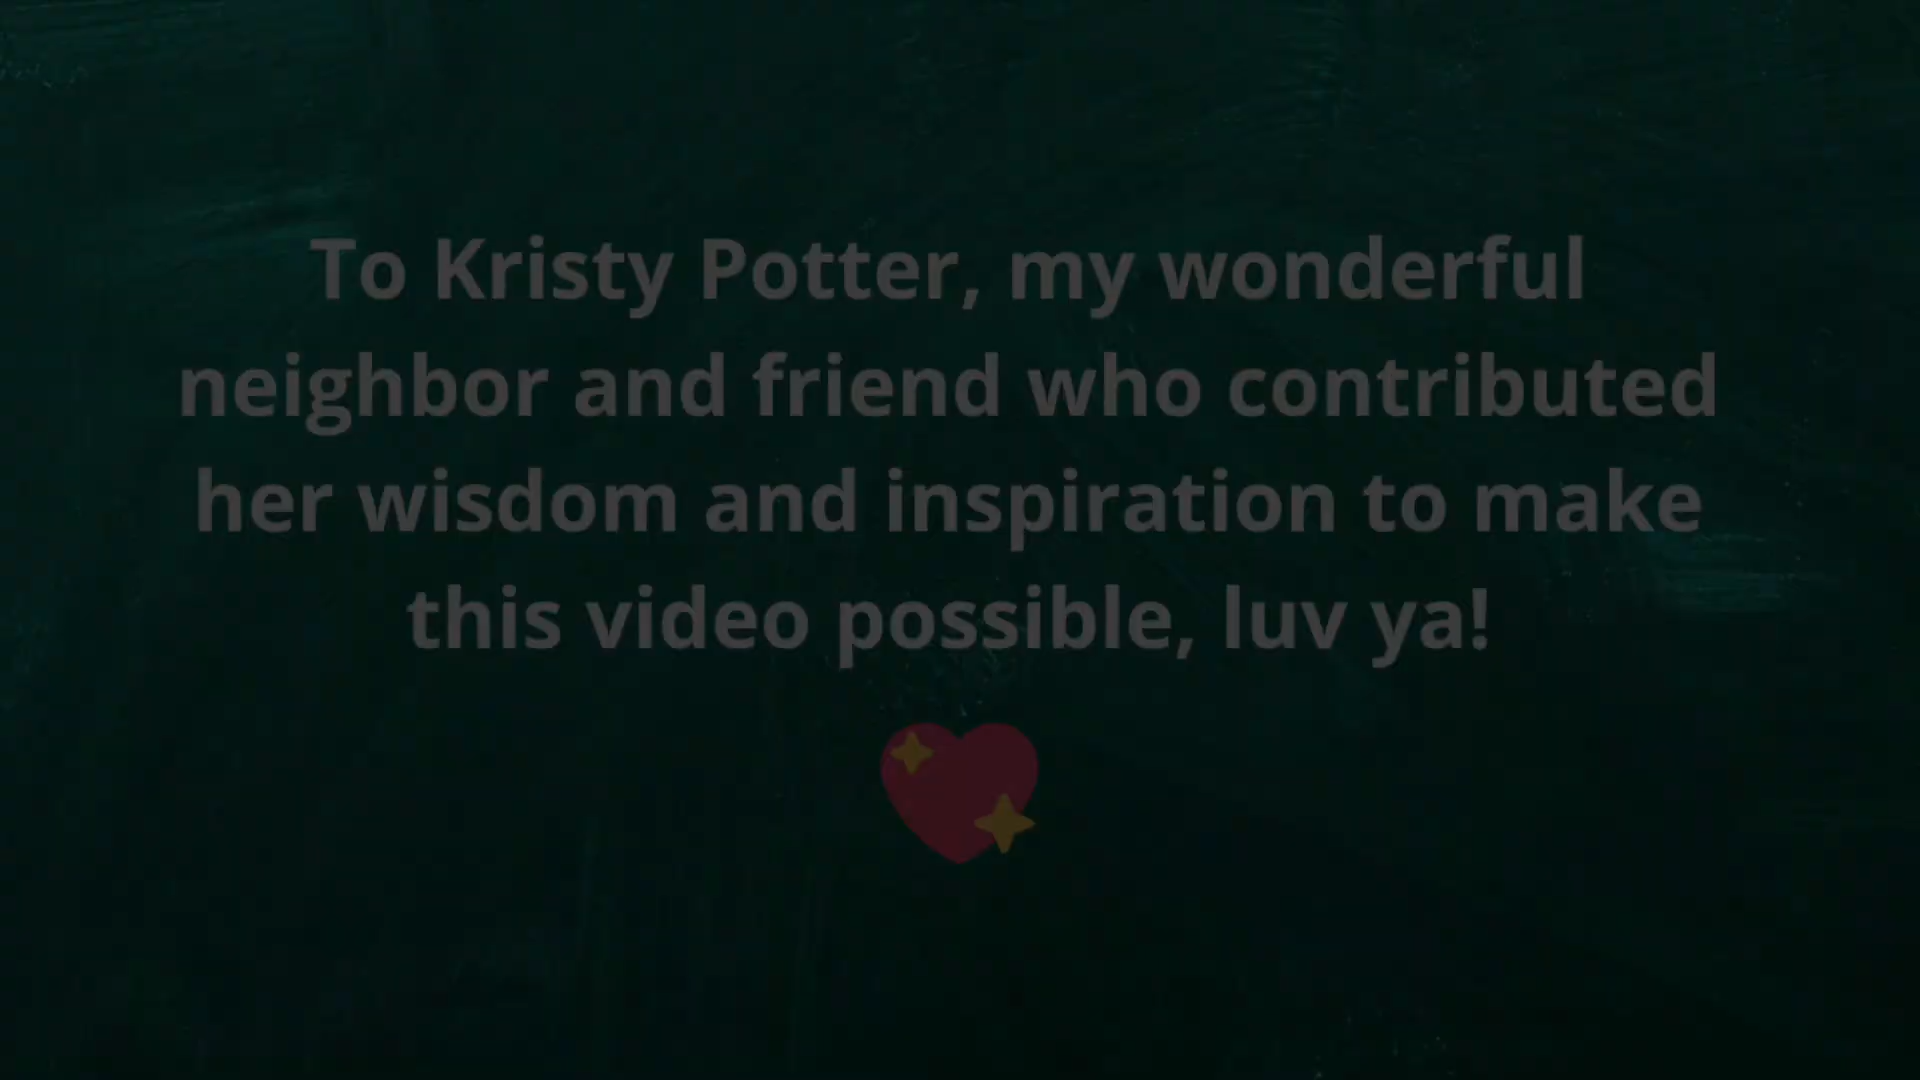 To Kristy Potter, my wonderful
neighbor and friend who contributed
her wisdom and inspiration to make
this video possible, luv ya!